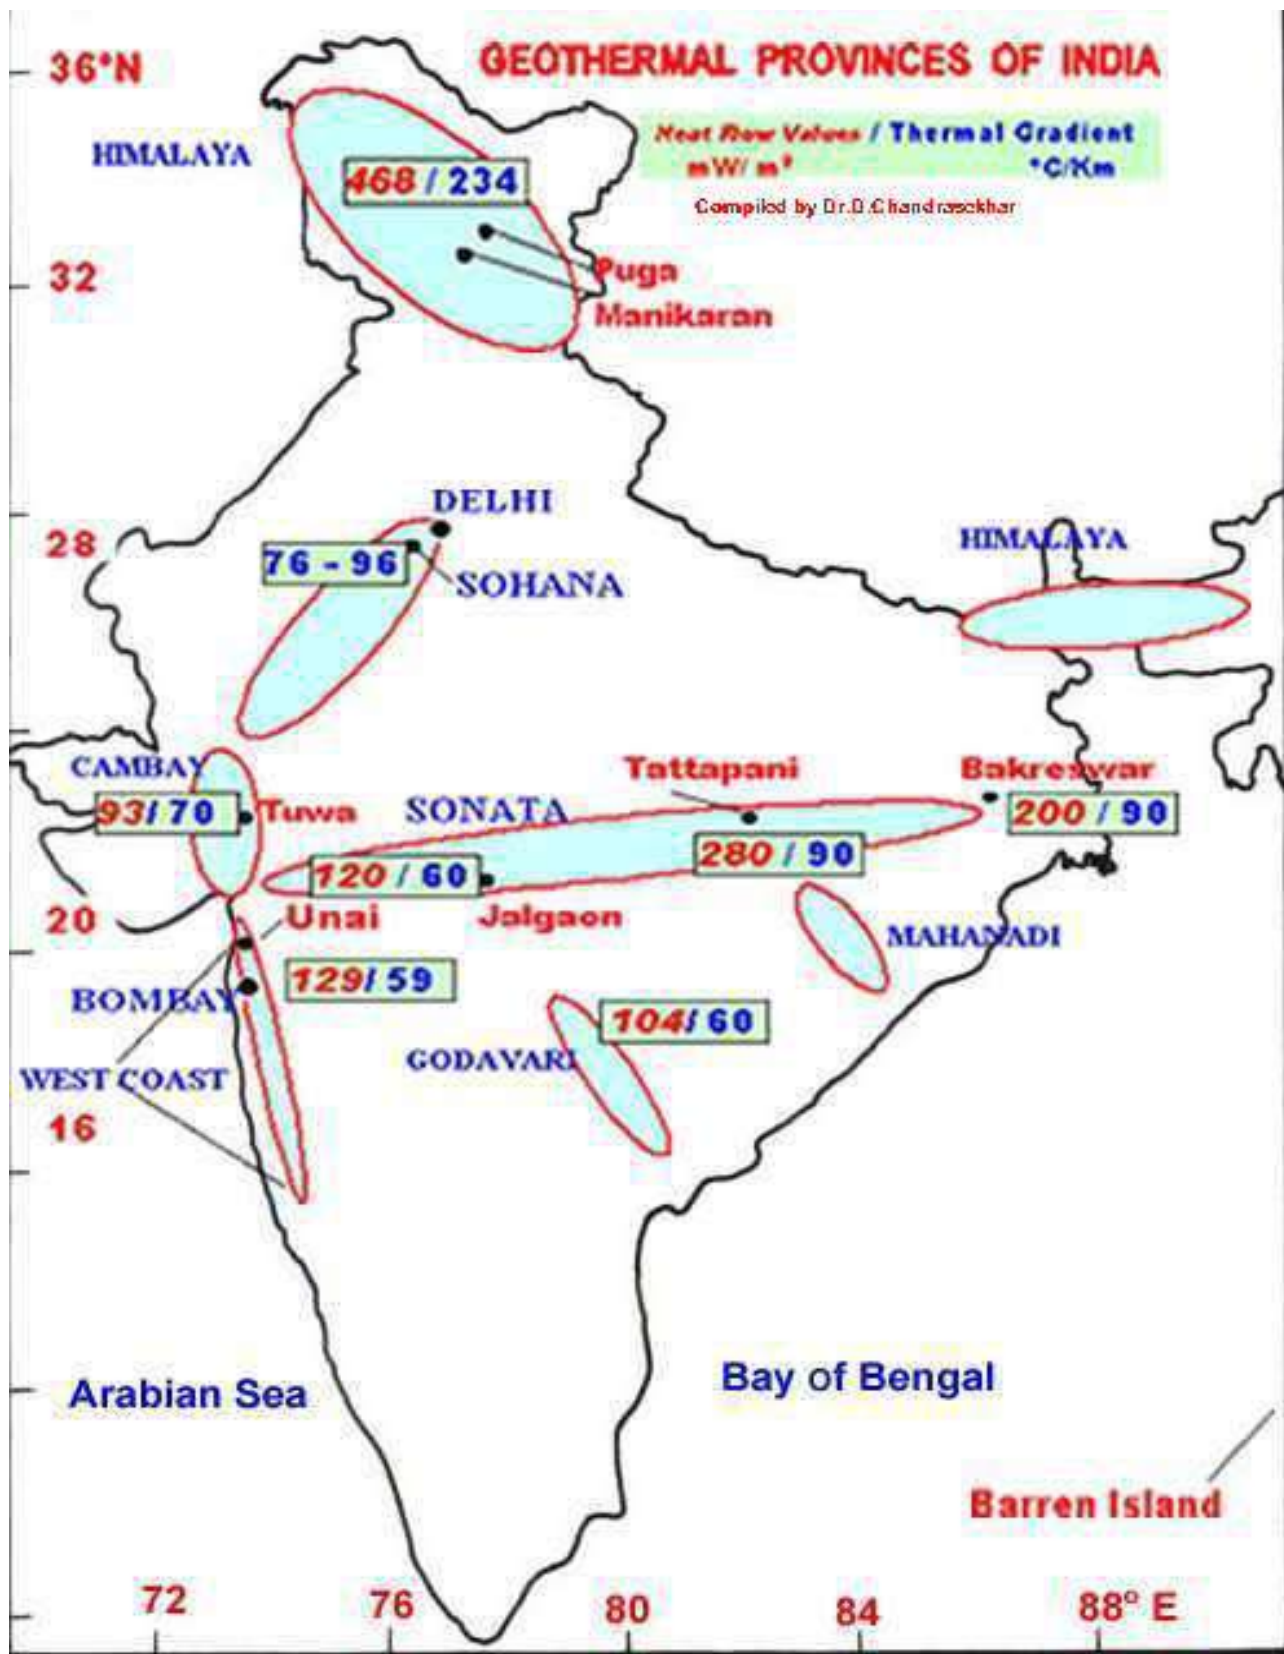 GEOTHERMAL PROVINCES OF INDIA
36°N
Heat flow Values / Thermal Gradient
mW/ m² °C/Km
Compiled by Dr.D.Chandrasekhar
HIMALAYA
468 / 234
Puga
32
Manikaran
DELHI
28
76 - 96
SOHANA
HIMALAYA
CAMBAY
Tattapani
Bakreswar
93/ 70
Tuwa
SONATA
200 / 90
280 / 90
120 / 60
20
Unai
Jalgaon
MAHANADI
129/ 59
BOMBAY
104/ 60
GODAVARI
WEST COAST
16
Arabian Sea
Bay of Bengal
Barren Island
72 76 80 84 88° E